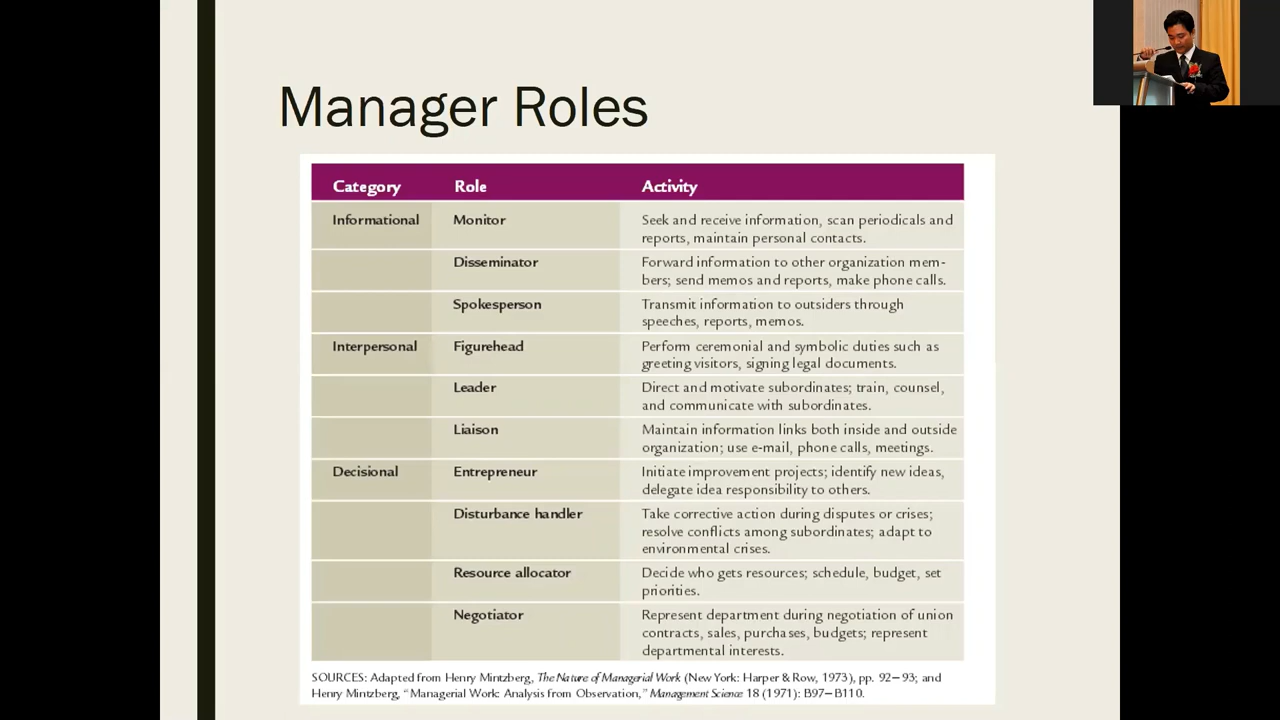 Manager Roles
Category Role Activity
Informational Monitor Seek and receive information, scan periodicals and
reports, maintain personal contacts.
Disseminator Forward information to other organization mem-
bers; send memos and reports, make phone calls.
Spokesperson Transmit information to outsiders through
speeches, reports, memos.
Interpersonal Figurehead Perform ceremonial and symbolic duties such as
greeting visitors, signing legal documents.
Leader Direct and motivate subordinates; train, counsel,
and communicate with subordinates.
Liaison Maintain information links both inside and outside
organization; use e-mail, phone calls, meetings.
Decisional Entrepreneur Initiate improvement projects; identify new ideas,
delegate idea responsibility to others.
Disturbance handler Take corrective action during disputes or crises;
resolve conflicts among subordinates; adapt to
environmental crises.
Resource allocator Decide who gets resources; schedule, budget, set
priorities.
Negotiator Represent department during negotiation of union
contracts, sales, purchases, budgets; represent
departmental interests.
SOURCES: Adapted from Henry Mintzberg, The Nature of Managerial Work (New York: Harper & Row, 1973), pp. 92–93; and
Henry Mintzberg, “Managerial Work: Analysis from Observation,” Management Science 18 (1971): B97–B110.